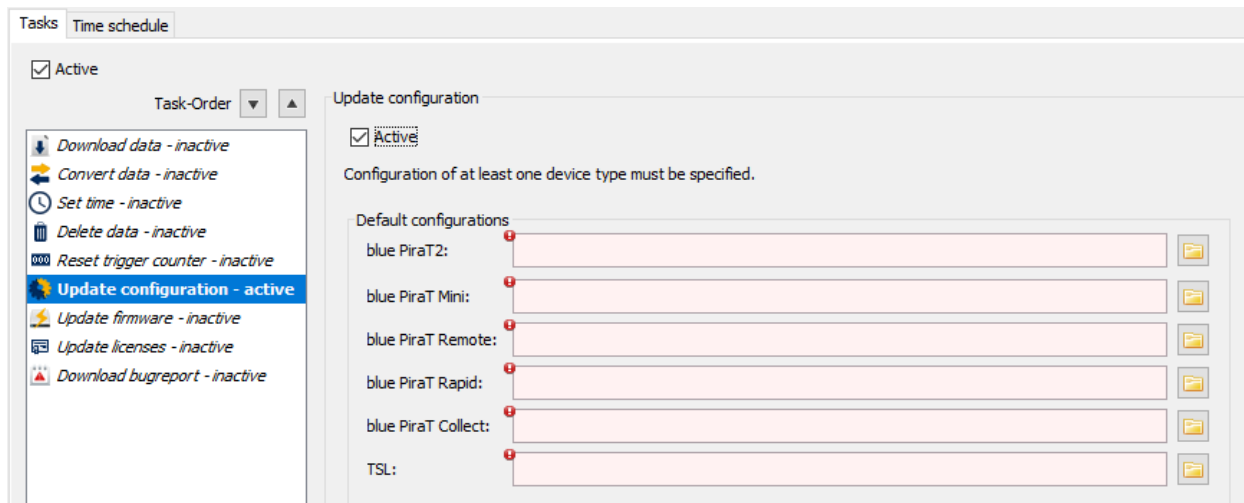 Tasks Time schedule
Active
Task-Order
Download data - inactive
Convert data - inactive
Set time - inactive
Delete data - inactive
000 Reset trigger counter - inactive
Update configuration - active
Update firmware - inactive
Update licenses - inactive
Download bugreport - inactive
Update configuration
Active
Configuration of at least one device type must be specified.
Default configurations
blue PiraT2:
blue PiraT Mini:
blue PiraT Remote:
blue PiraT Rapid:
blue PiraT Collect:
TSL: